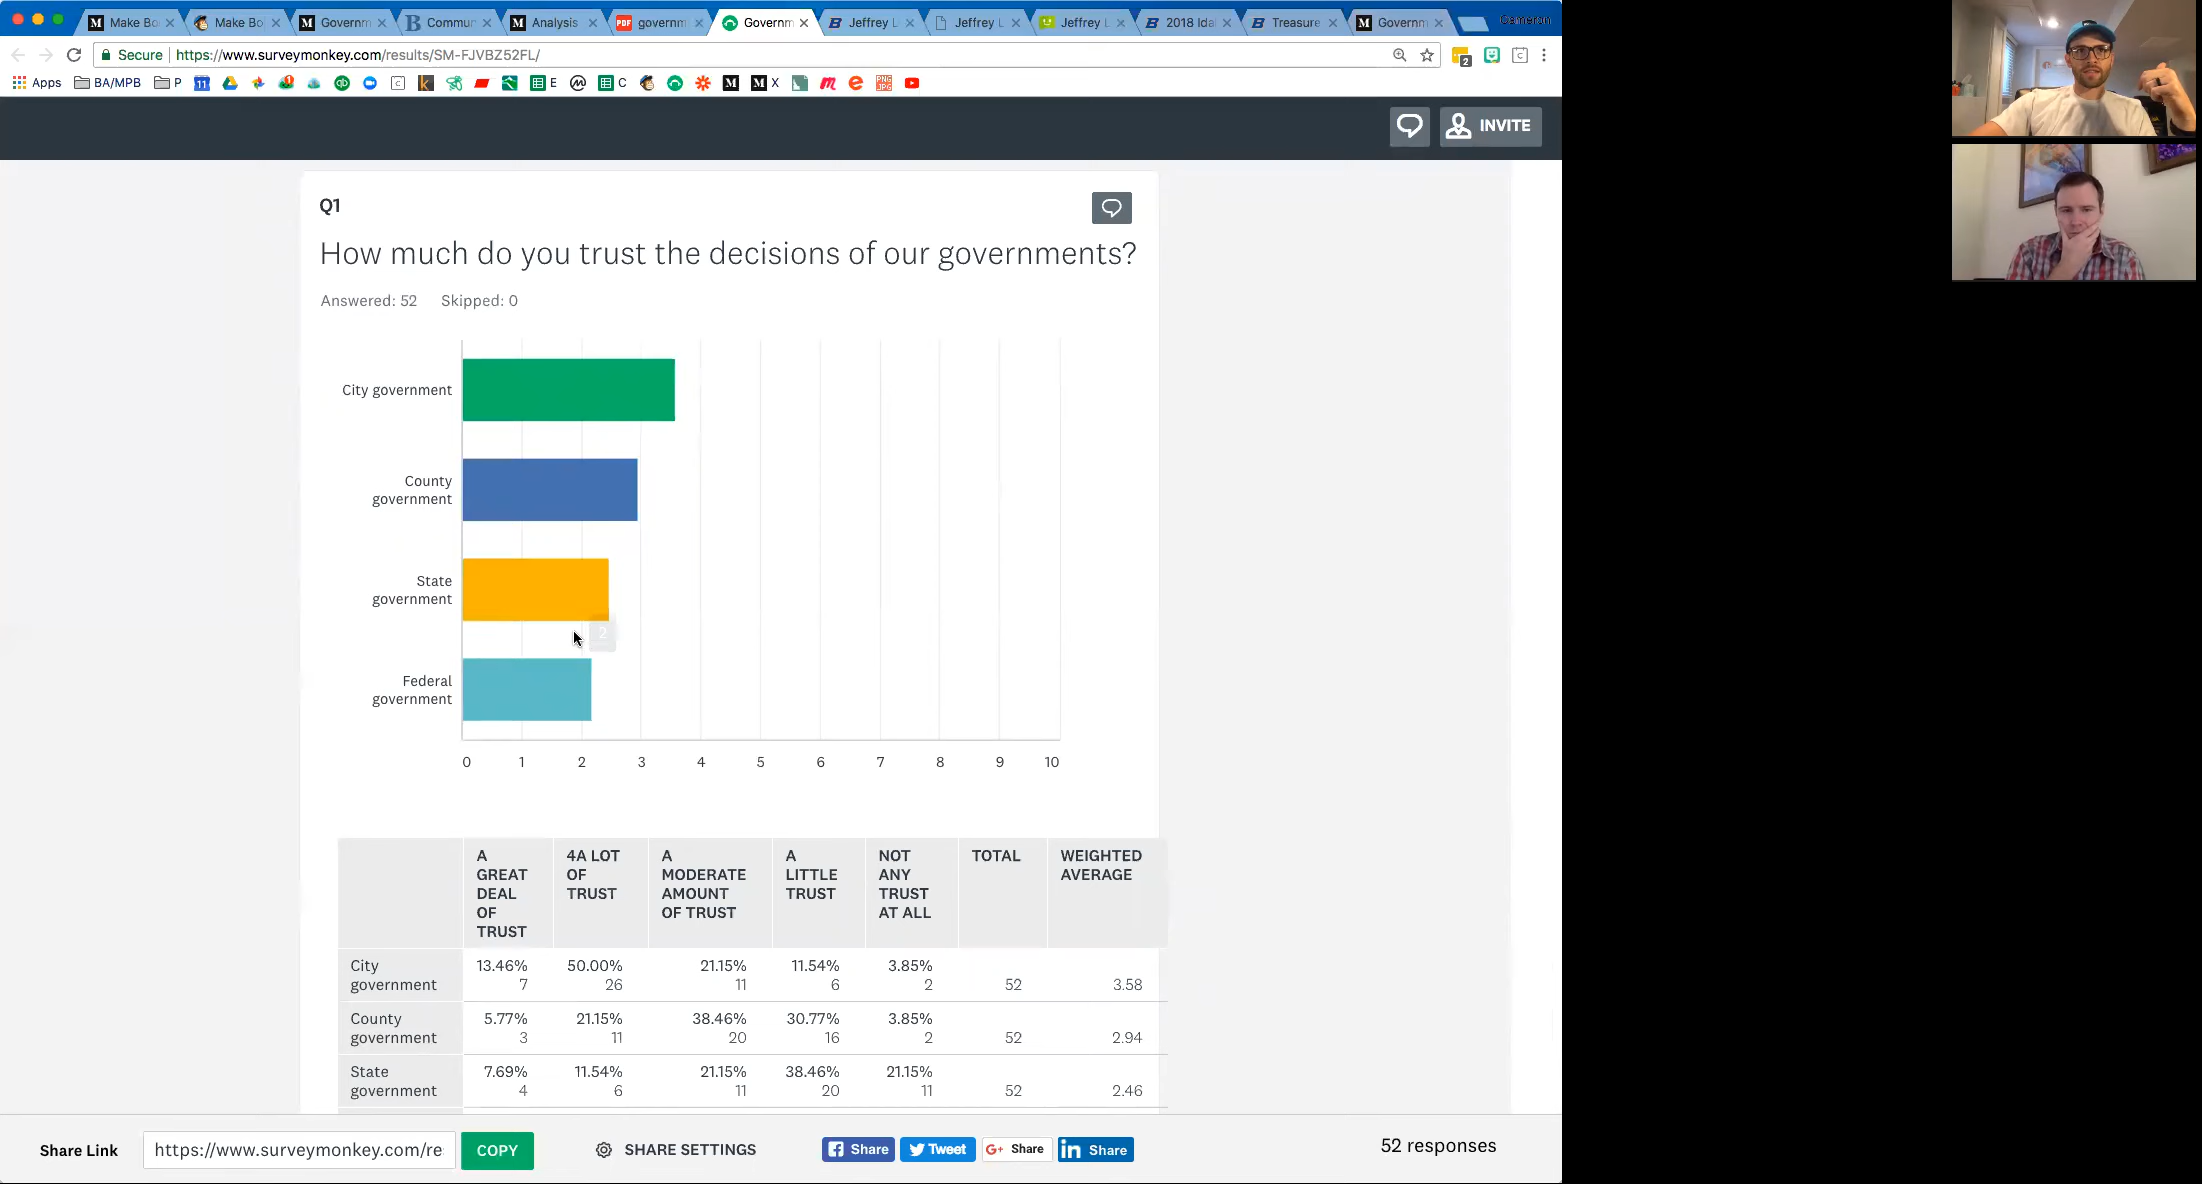 Make Bo
Make Bo
Governm
Commun
Analysis
PDF
governm
Governm
Jeffrey L
Jeffrey L
Jeffrey L
2018 Ida
Treasure
Governm
Cameron
Secure
https://www.surveymonkey.com/results/SM-FJVBZ52FL/
2
Apps
BA/MPB
P
11
E
C
X
INVITE
Q1
How much do you trust the decisions of our governments?
Answered: 52 Skipped: 0
City government
County
government
State
government
2
Federal
government
0 1 2 3 4 5 6 7 8 9 10
A
GREAT
DEAL
OF
TRUST
4A LOT
OF
TRUST
A
MODERATE
AMOUNT
OF TRUST
A
LITTLE
TRUST
NOT
ANY
TRUST
AT ALL
TOTAL
WEIGHTED
AVERAGE
City 13.46% 50.00% 21.15% 11.54% 3.85%
government 7 26 11 6 2 52 3.58
County 5.77% 21.15% 38.46% 30.77% 3.85%
government 3 11 20 16 2 52 2.94
State 7.69% 11.54% 21.15% 38.46% 21.15%
government 4 6 11 20 11 52 2.46
Share Link
https://www.surveymonkey.com/re
COPY
SHARE SETTINGS
Share
Tweet
G+ Share
in Share
52 responses